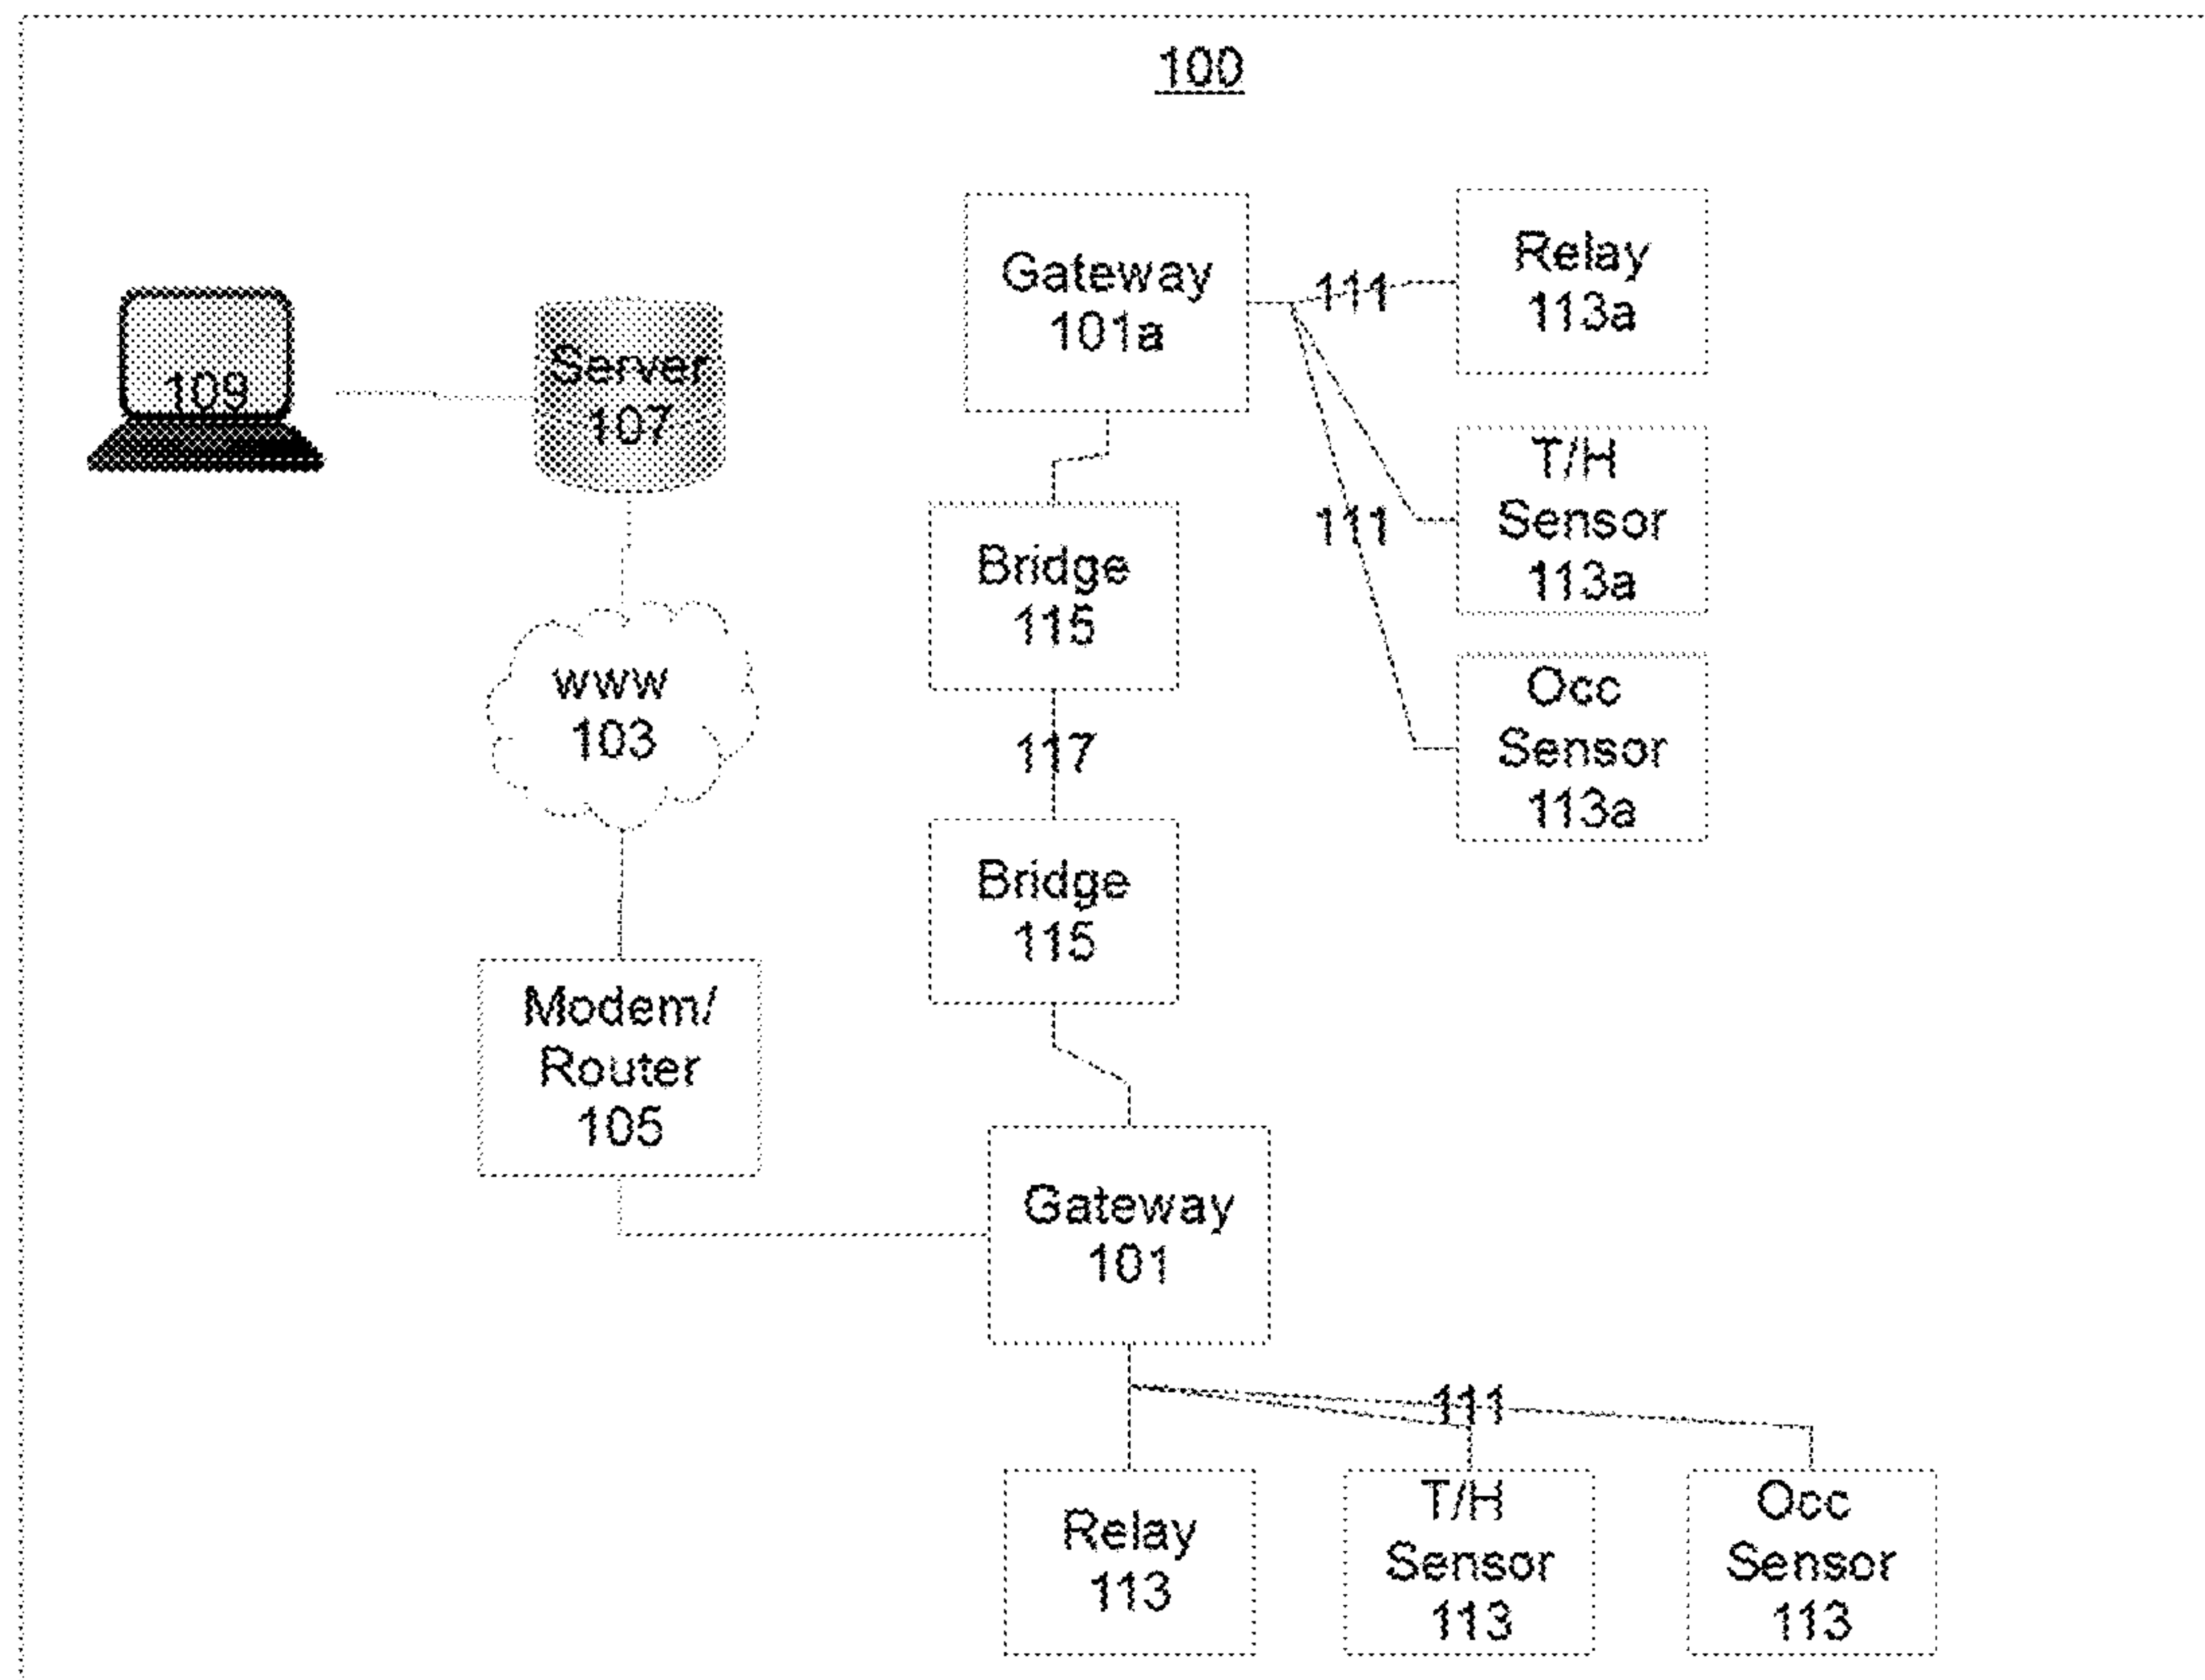 100
Gateway
101a
111
Relay
113a
109
Server
107
T/H
Sensor
113a
111
Bridge
115
Occ
Sensor
113a
www
103
117
Bridge
115
Modem/
Router
105
Gateway
101
111
Relay
113
T/H
Sensor
113
Occ
Sensor
113